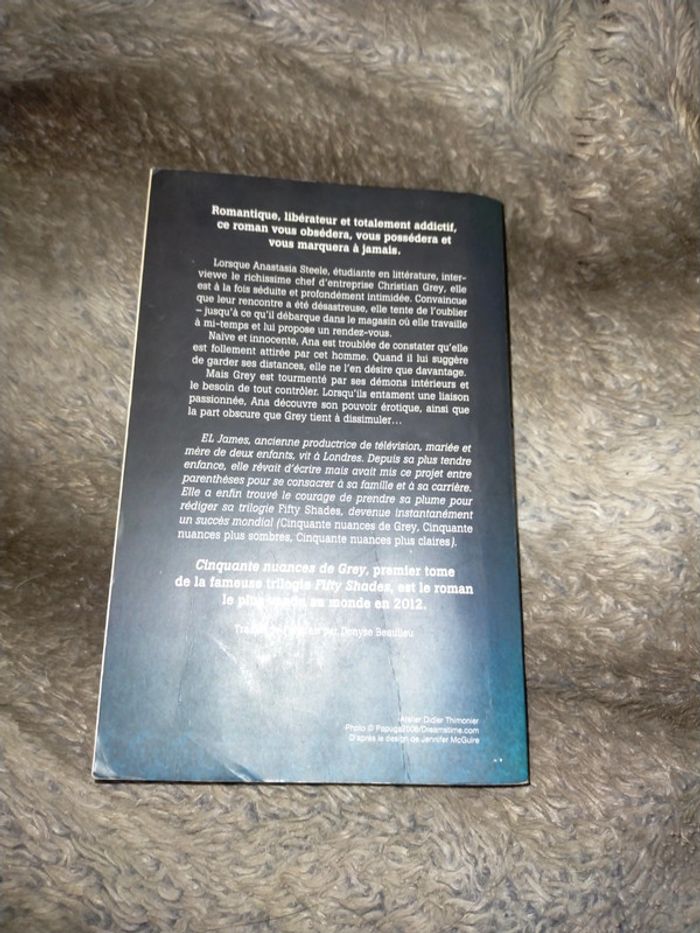 Romantique, libérateur et totalement addictif,
ce roman vous obsédera, vous possédera et
vous marquera à jamais.
Lorsque Anastasia Steele, étudiante en littérature, inter-
viewe le richissime chef d'entreprise Christian Grey, elle
est à la fois séduite et profondément intimidée. Convaincue
que leur rencontre a été désastreuse, elle tente de l'oublier
– jusqu'à ce qu'il débarque dans le magasin où elle travaille
à mi-temps et lui propose un rendez-vous.
Naïve et innocente, Ana est troublée de constater qu'elle
est follement attirée par cet homme. Quand il lui suggère
de garder ses distances, elle ne l'en désire que davantage.
Mais Grey est tourmenté par ses démons intérieurs et
le besoin de tout contrôler. Lorsqu'ils entament une liaison
passionnée, Ana découvre son pouvoir érotique, ainsi que
la part obscure que Grey tient à dissimuler…
EL James, ancienne productrice de télévision, mariée et
mère de deux enfants, vit à Londres. Depuis sa plus tendre
enfance, elle rêvait d'écrire mais avait mis ce projet entre
parenthèses pour se consacrer à sa famille et à sa carrière.
Elle a enfin trouvé le courage de prendre sa plume pour
rédiger sa trilogie Fifty Shades, devenue instantanément
un succès mondial (Cinquante nuances de Grey, Cinquante
nuances plus sombres, Cinquante nuances plus claires).
Cinquante nuances de Grey, premier tome
de la fameuse trilogie Fifty Shades, est le roman
le plus au monde en 2012.
par Denyse Beaulieu
Atelier Didier Thimonier
Photo © Papuga2006/Dreamstime.com
D'après le design de Jennifer McGuire